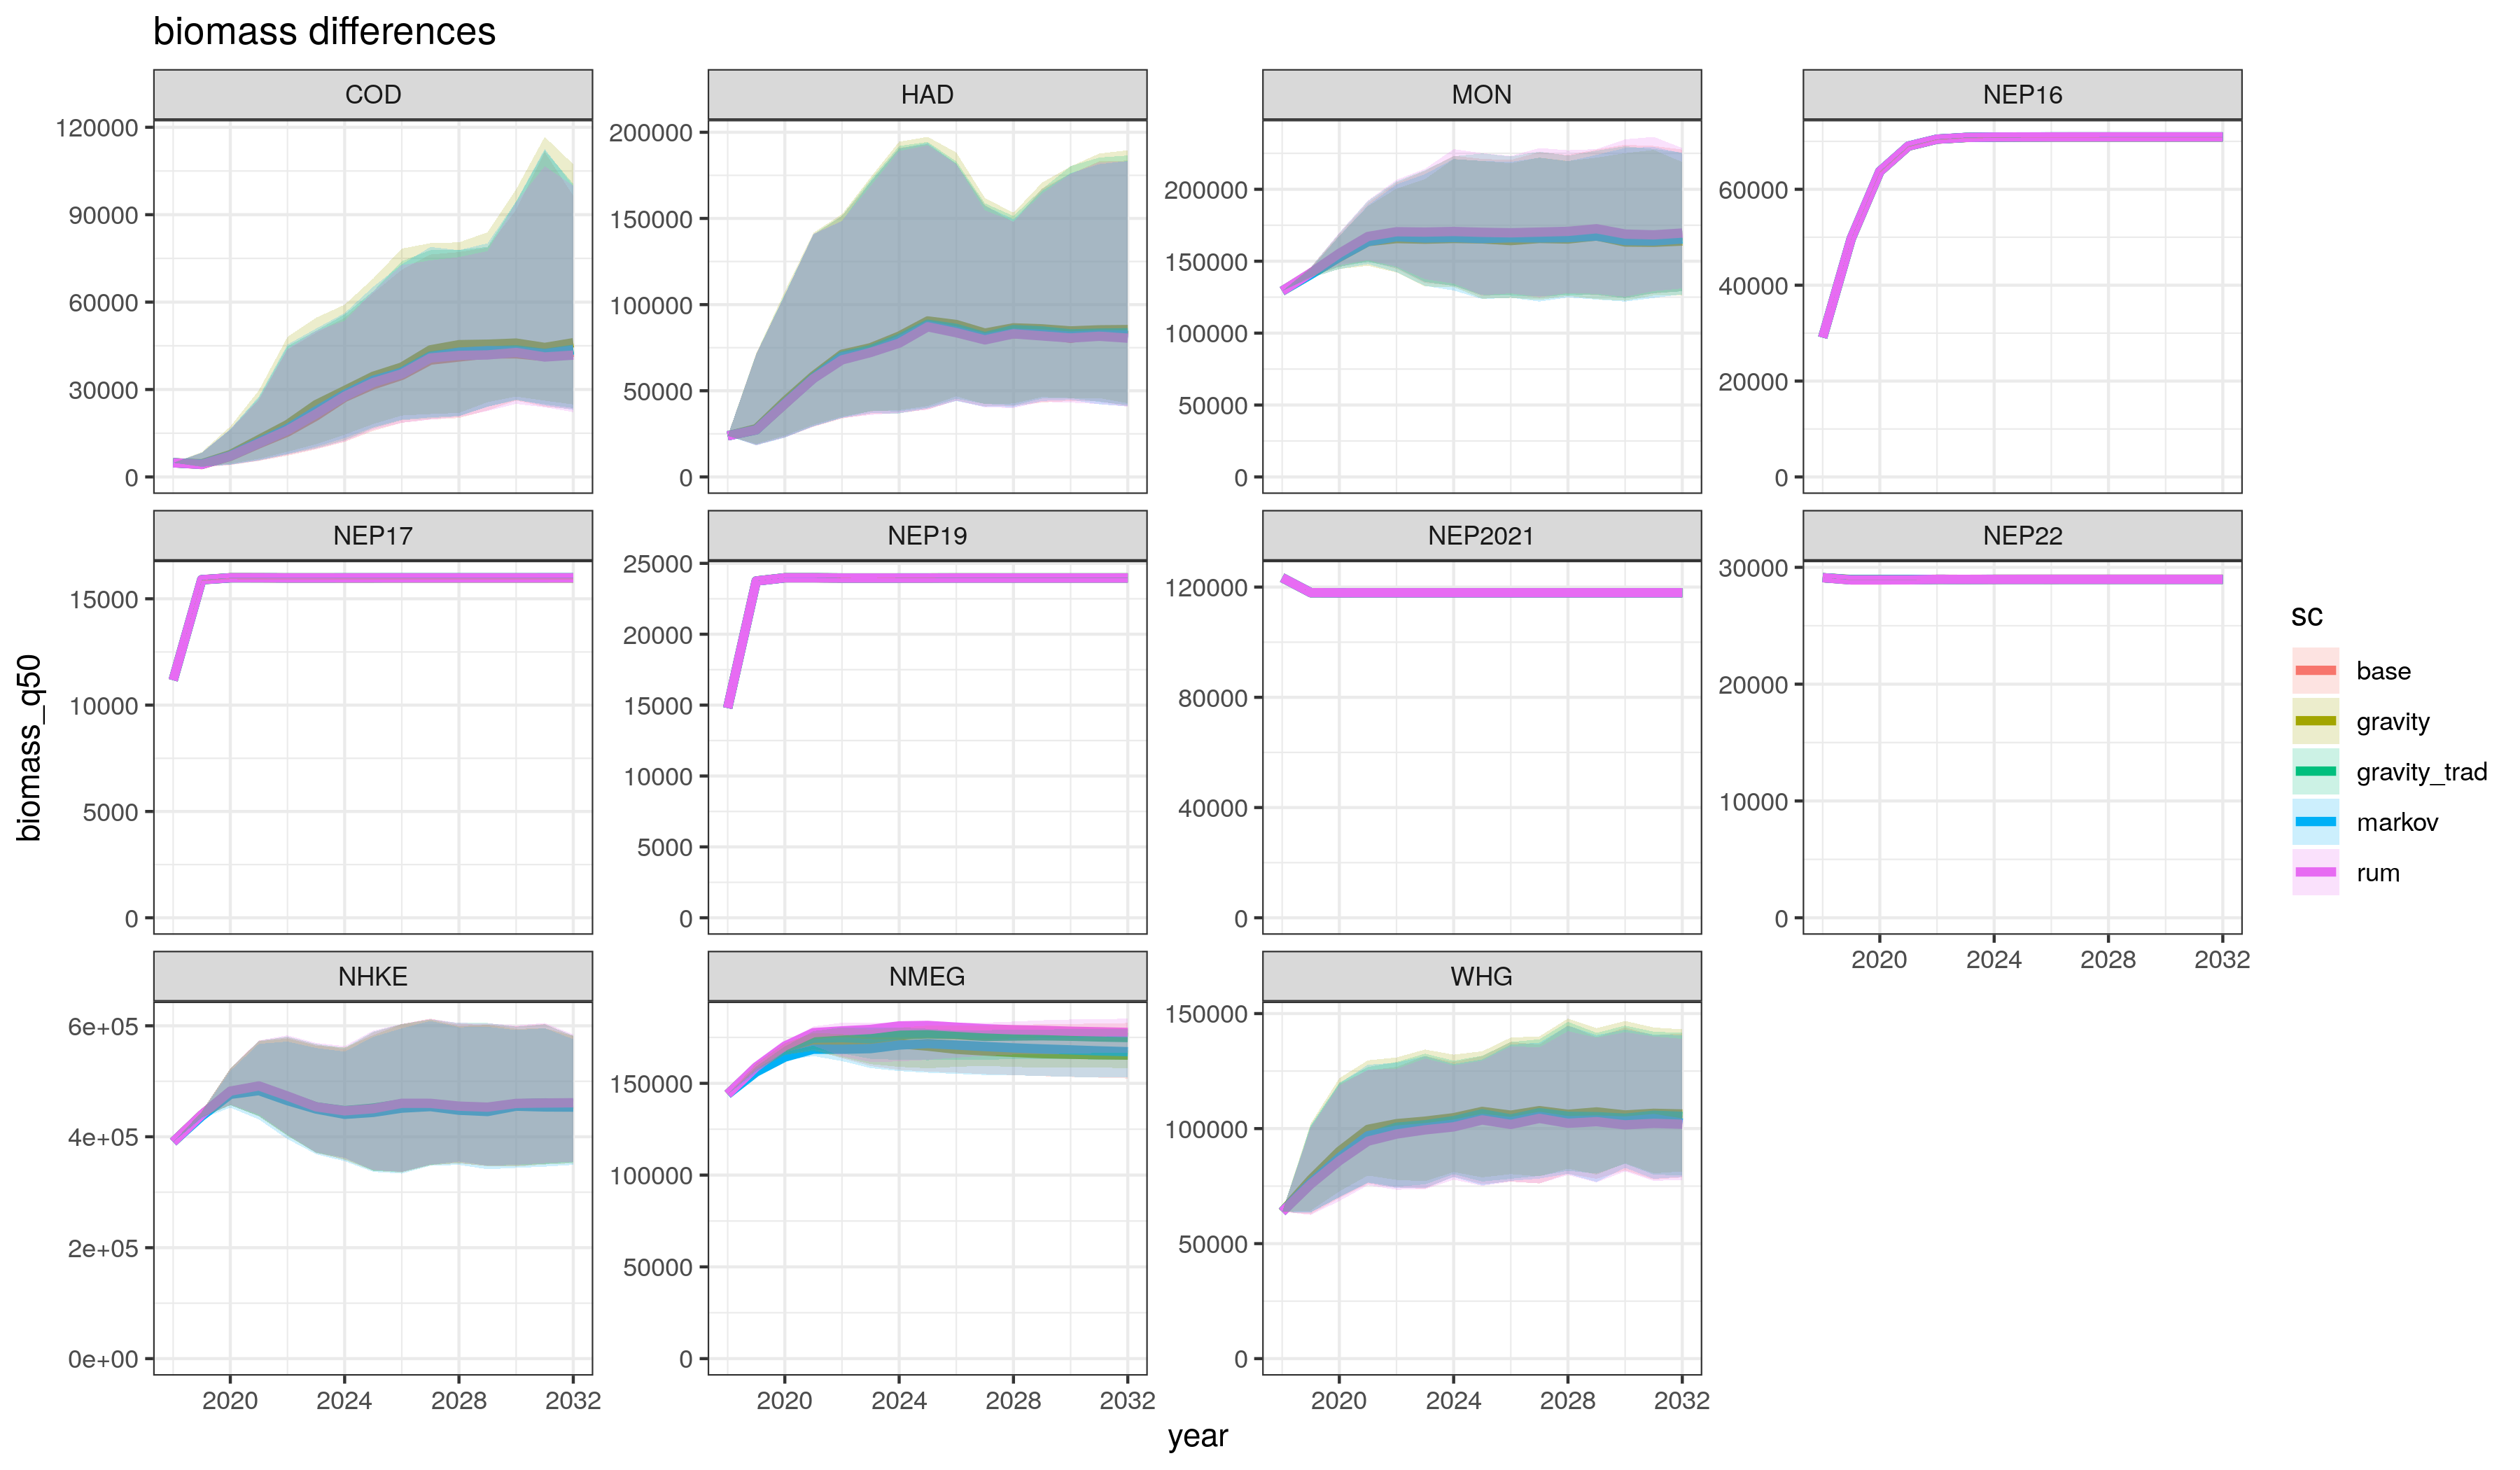 biomass differences
COD HAD MON NEP16
120000
90000
60000
30000
0
200000
150000
100000
50000
0
200000
150000
100000
50000
0
60000
40000
20000
0
NEP17 NEP19 NEP2021 NEP22
15000
10000
5000
0
25000
20000
15000
10000
5000
0
120000
80000
40000
0
30000
20000
10000
0
2020 2024 2028 2032
NHKE NMEG WHG
6e+05
4e+05
2e+05
0e+00
150000
100000
50000
0
150000
100000
50000
0
2020 2024 2028 2032 2020 2024 2028 2032 2020 2024 2028 2032
year
biomass_q50
sc
base
gravity
gravity_trad
markov
rum